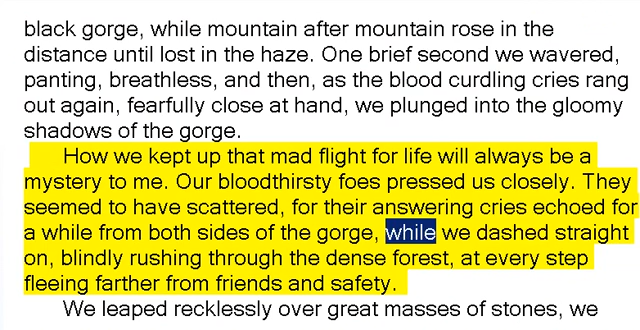 black gorge, while mountain after mountain rose in the
distance until lost in the haze. One brief second we wavered,
panting, breathless, and then, as the blood curdling cries rang
out again, fearfully close at hand, we plunged into the gloomy
shadows of the gorge.
How we kept up that mad flight for life will always be a
mystery to me. Our bloodthirsty foes pressed us closely. They
seemed to have scattered, for their answering cries echoed for
a while from both sides of the gorge, while we dashed straight
on, blindly rushing through the dense forest, at every step
fleeing farther from friends and safety.
We leaped recklessly over great masses of stones, we